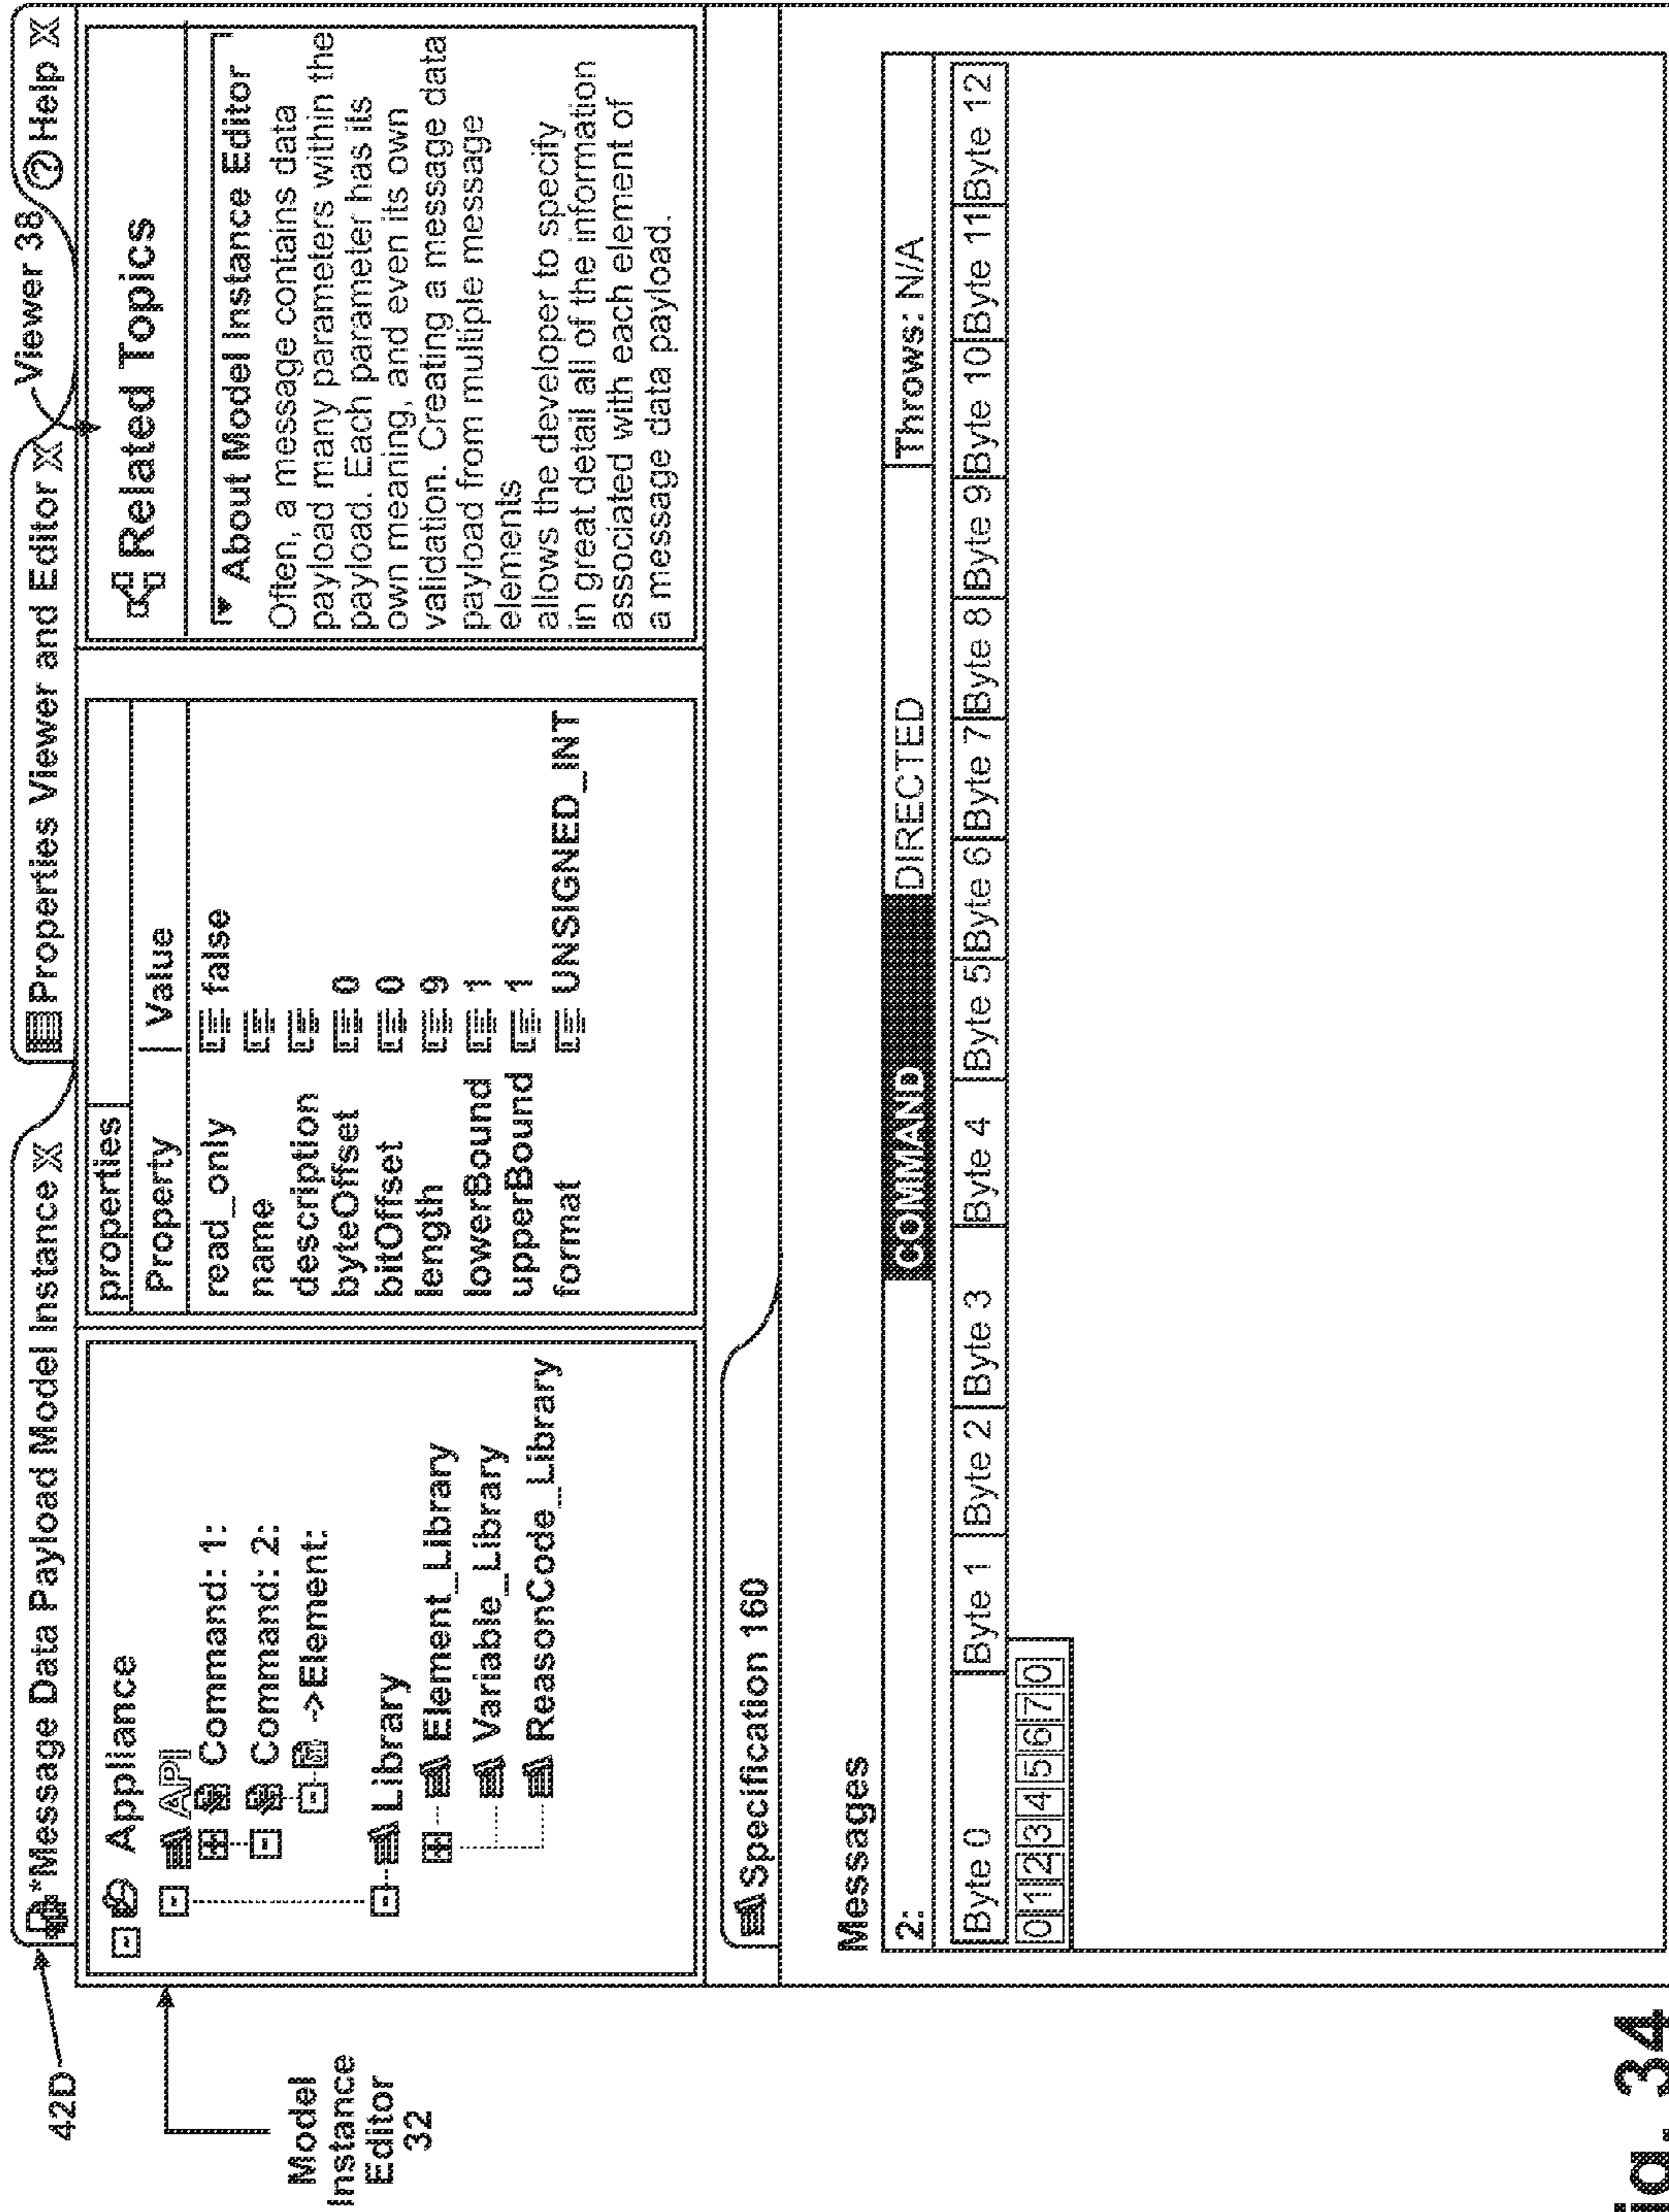 42D
*Message Data Payload Model Instance X
Properties Viewer and Editor X
Viewer 38
? Help X
Model
Instance
Editor
32
Appliance
API
Command: 1:
Command: 2:
->Element:
Library
Element_Library
Variable_Library
ReasonCode_Library
properties
Property | Value
read_only false
name
description
byteOffset 0
bitOffset 0
length 9
lowerBound 1
upperBound 1
format UNSIGNED_INT
Related Topics
About Model Instance Editor
Often, a message contains data
payload many parameters within the
payload. Each parameter has its
own meaning, and even its own
validation. Creating a message data
payload from multiple message
elements
allows the developer to specify
in great detail all of the information
associated with each element of
a message data payload.
Specification 160
Messages
2: COMMAND DIRECTED Throws: N/A
Byte 0 Byte 1 Byte 2 Byte 3 Byte 4 Byte 5 Byte 6 Byte 7 Byte 8 Byte 9 Byte 10 Byte 11 Byte 12
0 1 2 3 4 5 6 7 0
ig. 34